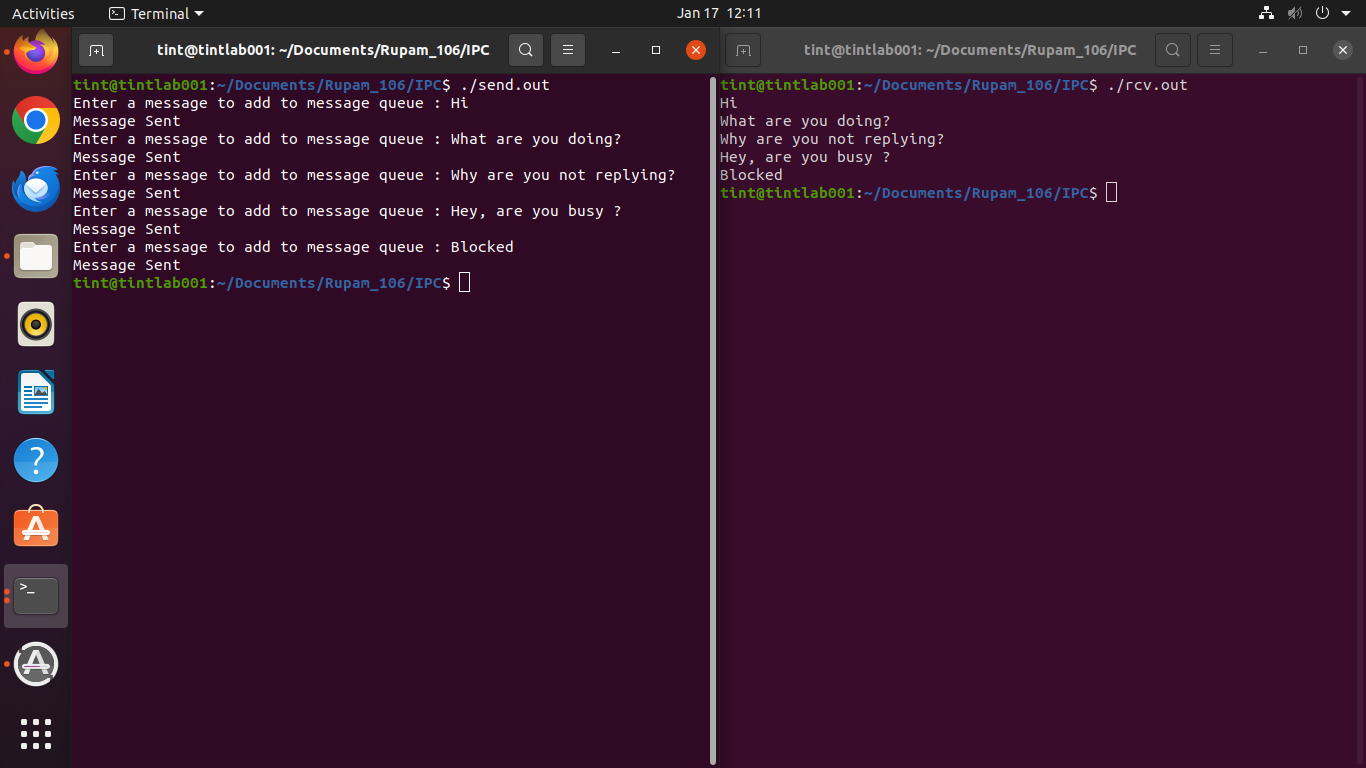 Activities
Terminal
Jan 17 12:11
tint@tintlab001: ~/Documents/Rupam_106/IPC
tint@tintlab001:~/Documents/Rupam_106/IPC$ ./send.out
Enter a message to add to message queue : Hi
Message Sent
Enter a message to add to message queue : What are you doing?
Message Sent
Enter a message to add to message queue : Why are you not replying?
Message Sent
Enter a message to add to message queue : Hey, are you busy ?
Message Sent
Enter a message to add to message queue : Blocked
Message Sent
tint@tintlab001:~/Documents/Rupam_106/IPC$
tint@tintlab001: ~/Documents/Rupam_106/IPC
tint@tintlab001:~/Documents/Rupam_106/IPC$ ./rcv.out
Hi
What are you doing?
Why are you not replying?
Hey, are you busy ?
Blocked
tint@tintlab001:~/Documents/Rupam_106/IPC$